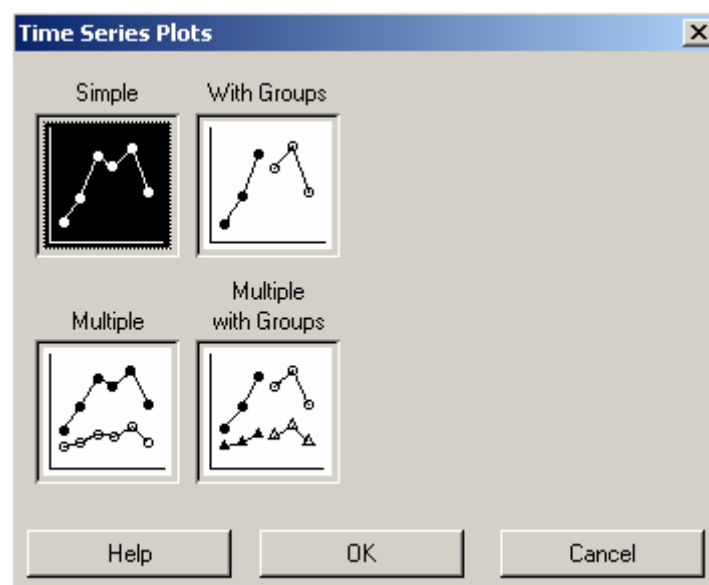 Time Series Plots
Simple
With Groups
Multiple
Multiple
with Groups
Help
OK
Cancel